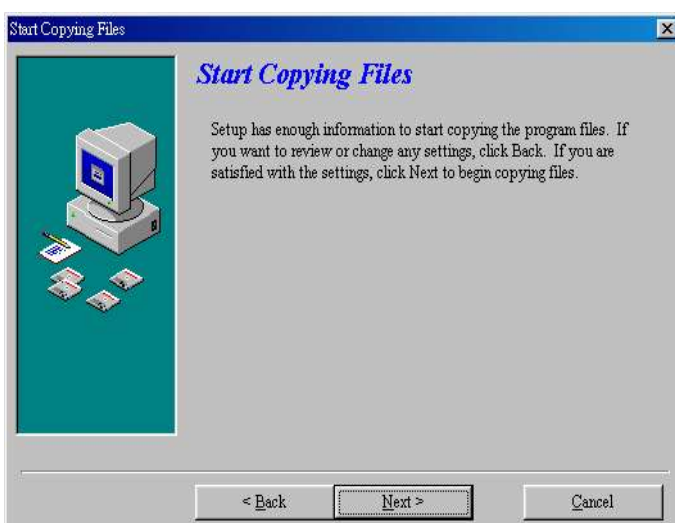 Start Copying Files
Start Copying Files
Setup has enough information to start copying the program files. If
you want to review or change any settings, click Back. If you are
satisfied with the settings, click Next to begin copying files.
< Back
Next >
Cancel